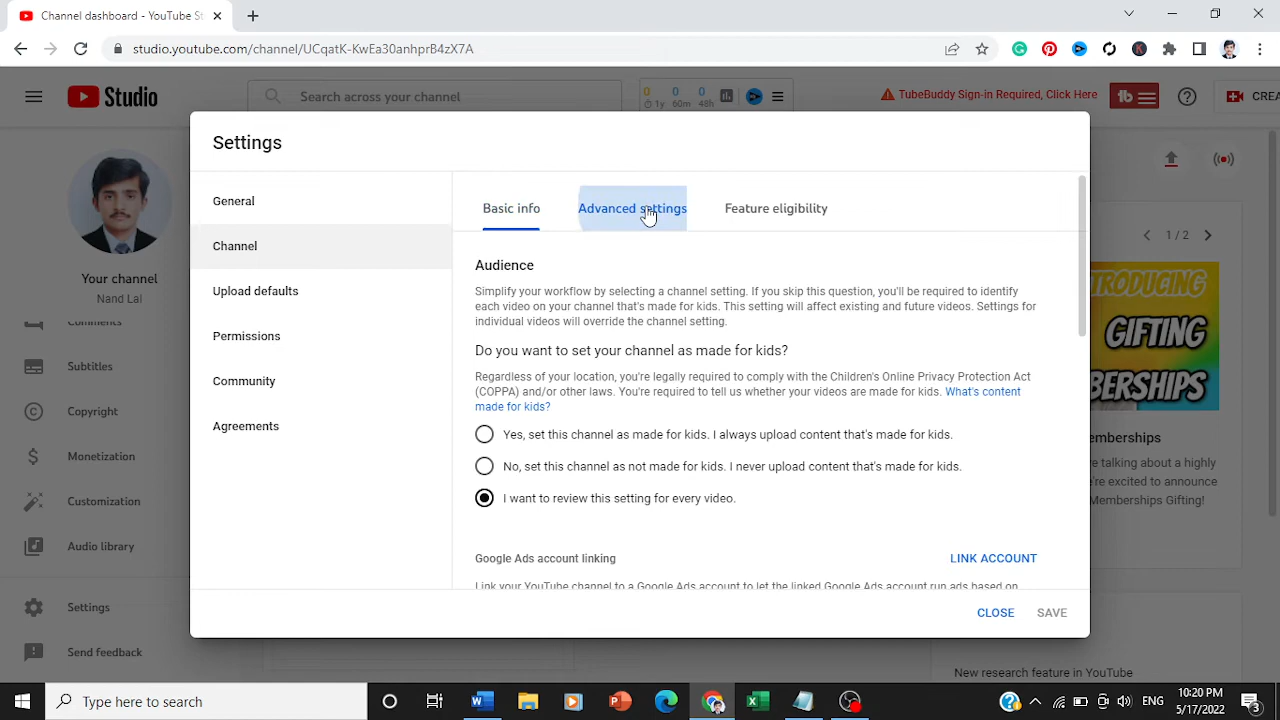 Channel dashboard - YouTube St
studio.youtube.com/channel/UCqatK-KwEa30anhprB4zX7A
Studio
Search across your channel
0 0 0
1y 60m 48h
TubeBuddy Sign-in Required, Click Here
CREA
Settings
General
Channel
Upload defaults
Permissions
Community
Agreements
Basic info
Advanced settings
Feature eligibility
Audience
Simplify your workflow by selecting a channel setting. If you skip this question, you'll be required to identify
each video on your channel that's made for kids. This setting will affect existing and future videos. Settings for
individual videos will override the channel setting.
Do you want to set your channel as made for kids?
Regardless of your location, you're legally required to comply with the Children's Online Privacy Protection Act
(COPPA) and/or other laws. You're required to tell us whether your videos are made for kids. What's content
made for kids?
Yes, set this channel as made for kids. I always upload content that's made for kids.
No, set this channel as not made for kids. I never upload content that's made for kids.
I want to review this setting for every video.
Google Ads account linking
LINK ACCOUNT
Link your YouTube channel to a Google Ads account to let the linked Google Ads account run ads based on
CLOSE
SAVE
Your channel
Nand Lal
Comments
Subtitles
Copyright
Monetization
Customization
Audio library
Settings
Send feedback
1 / 2
GIFTING
re talking about a highly
're excited to announce
Memberships Gifting!
New research feature in YouTube
Type here to search
ENG
10:20 PM
5/17/2022
3